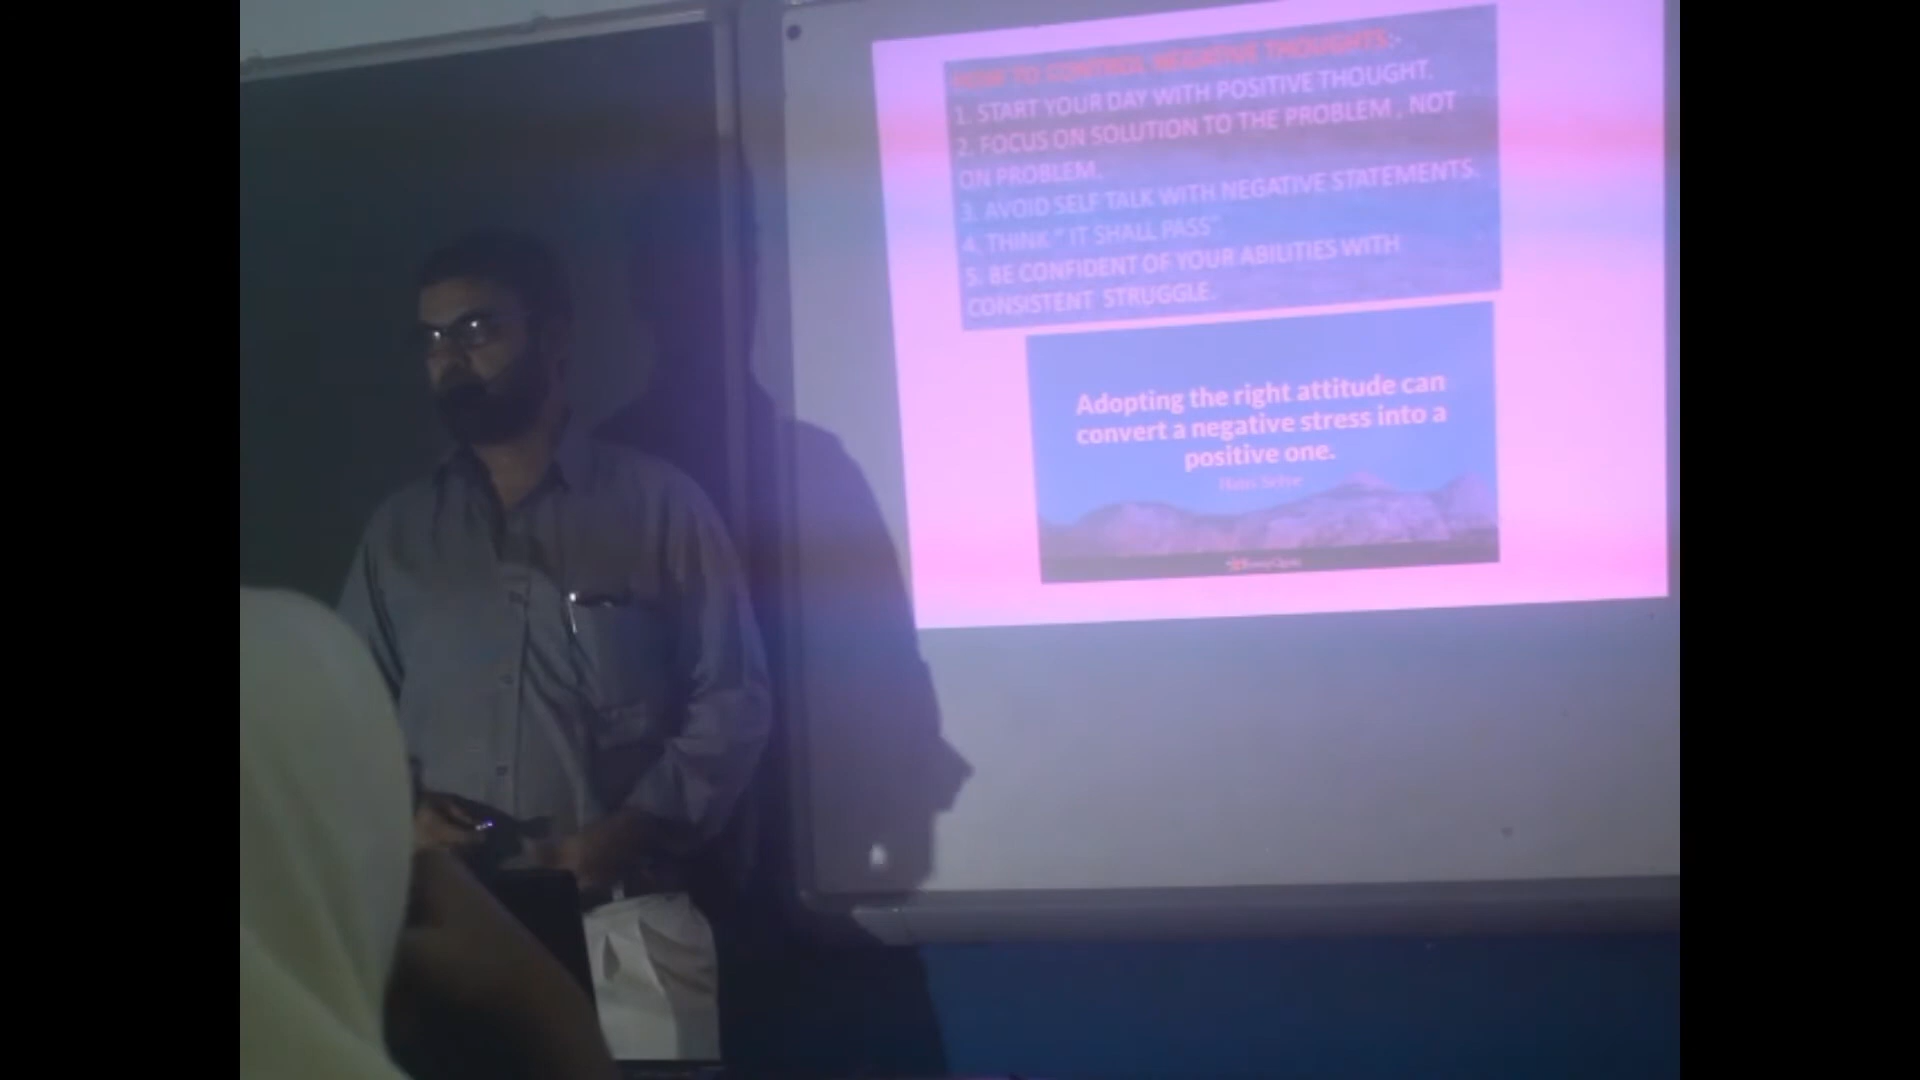 HOW TO CONTROL NEGATIVE THOUGHTS:-
1. START YOUR DAY WITH POSITIVE THOUGHT.
2. FOCUS ON SOLUTION TO THE PROBLEM , NOT
ON PROBLEM.
3. AVOID SELF TALK WITH NEGATIVE STATEMENTS.
4. THINK " IT SHALL PASS"
5. BE CONFIDENT OF YOUR ABILITIES WITH
CONSISTENT STRUGGLE.
Adopting the right attitude can
convert a negative stress into a
positive one.
Hans Selye